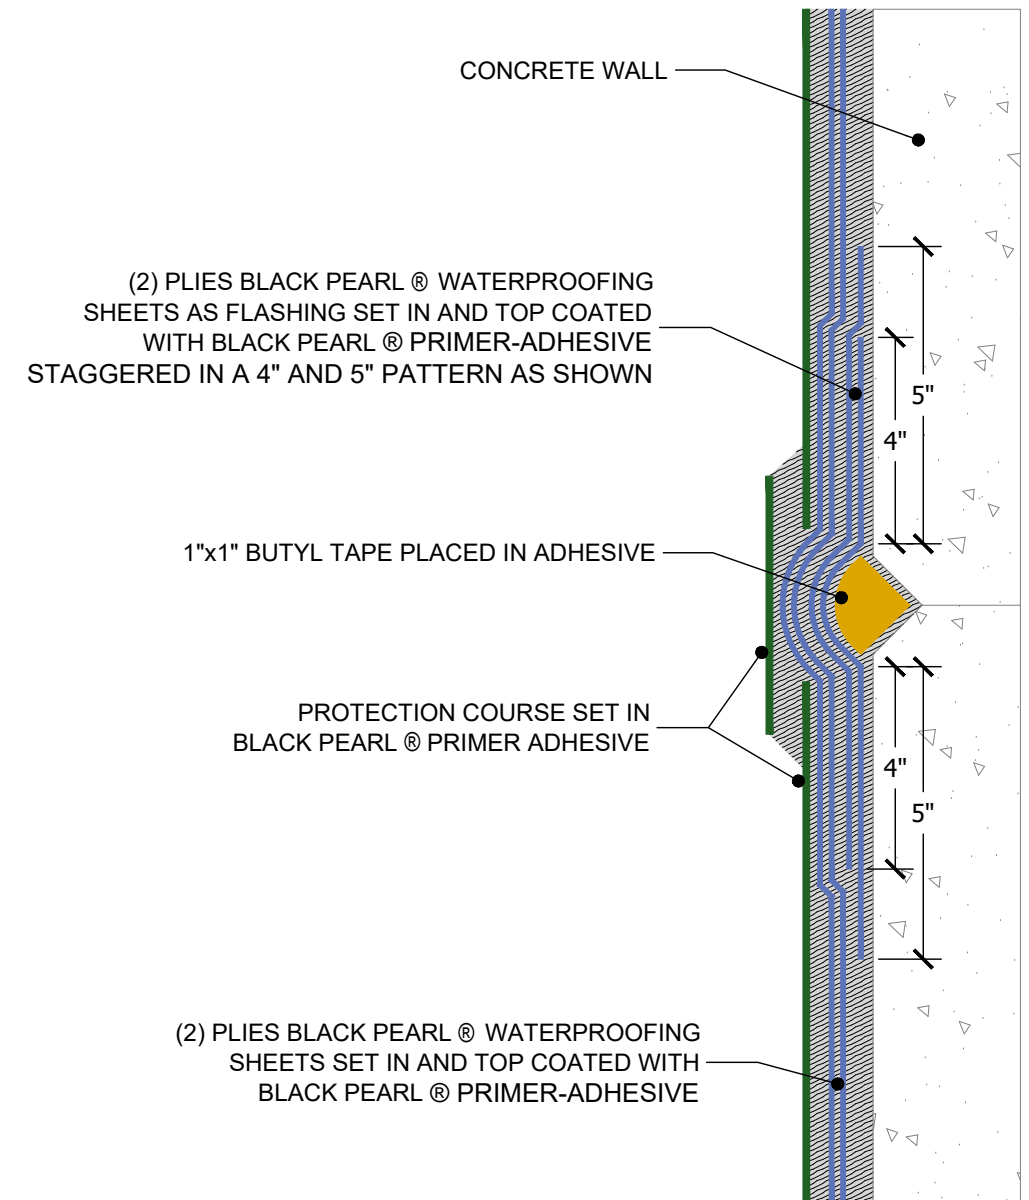 CONCRETE WALL
(2) PLIES BLACK PEARL ® WATERPROOFING
SHEETS AS FLASHING SET IN AND TOP COATED
WITH BLACK PEARL ® PRIMER-ADHESIVE
STAGGERED IN A 4" AND 5" PATTERN AS SHOWN
5"
4"
1"x1" BUTYL TAPE PLACED IN ADHESIVE
PROTECTION COURSE SET IN
BLACK PEARL ® PRIMER ADHESIVE
4"
5"
(2) PLIES BLACK PEARL ® WATERPROOFING
SHEETS SET IN AND TOP COATED WITH
BLACK PEARL ® PRIMER-ADHESIVE